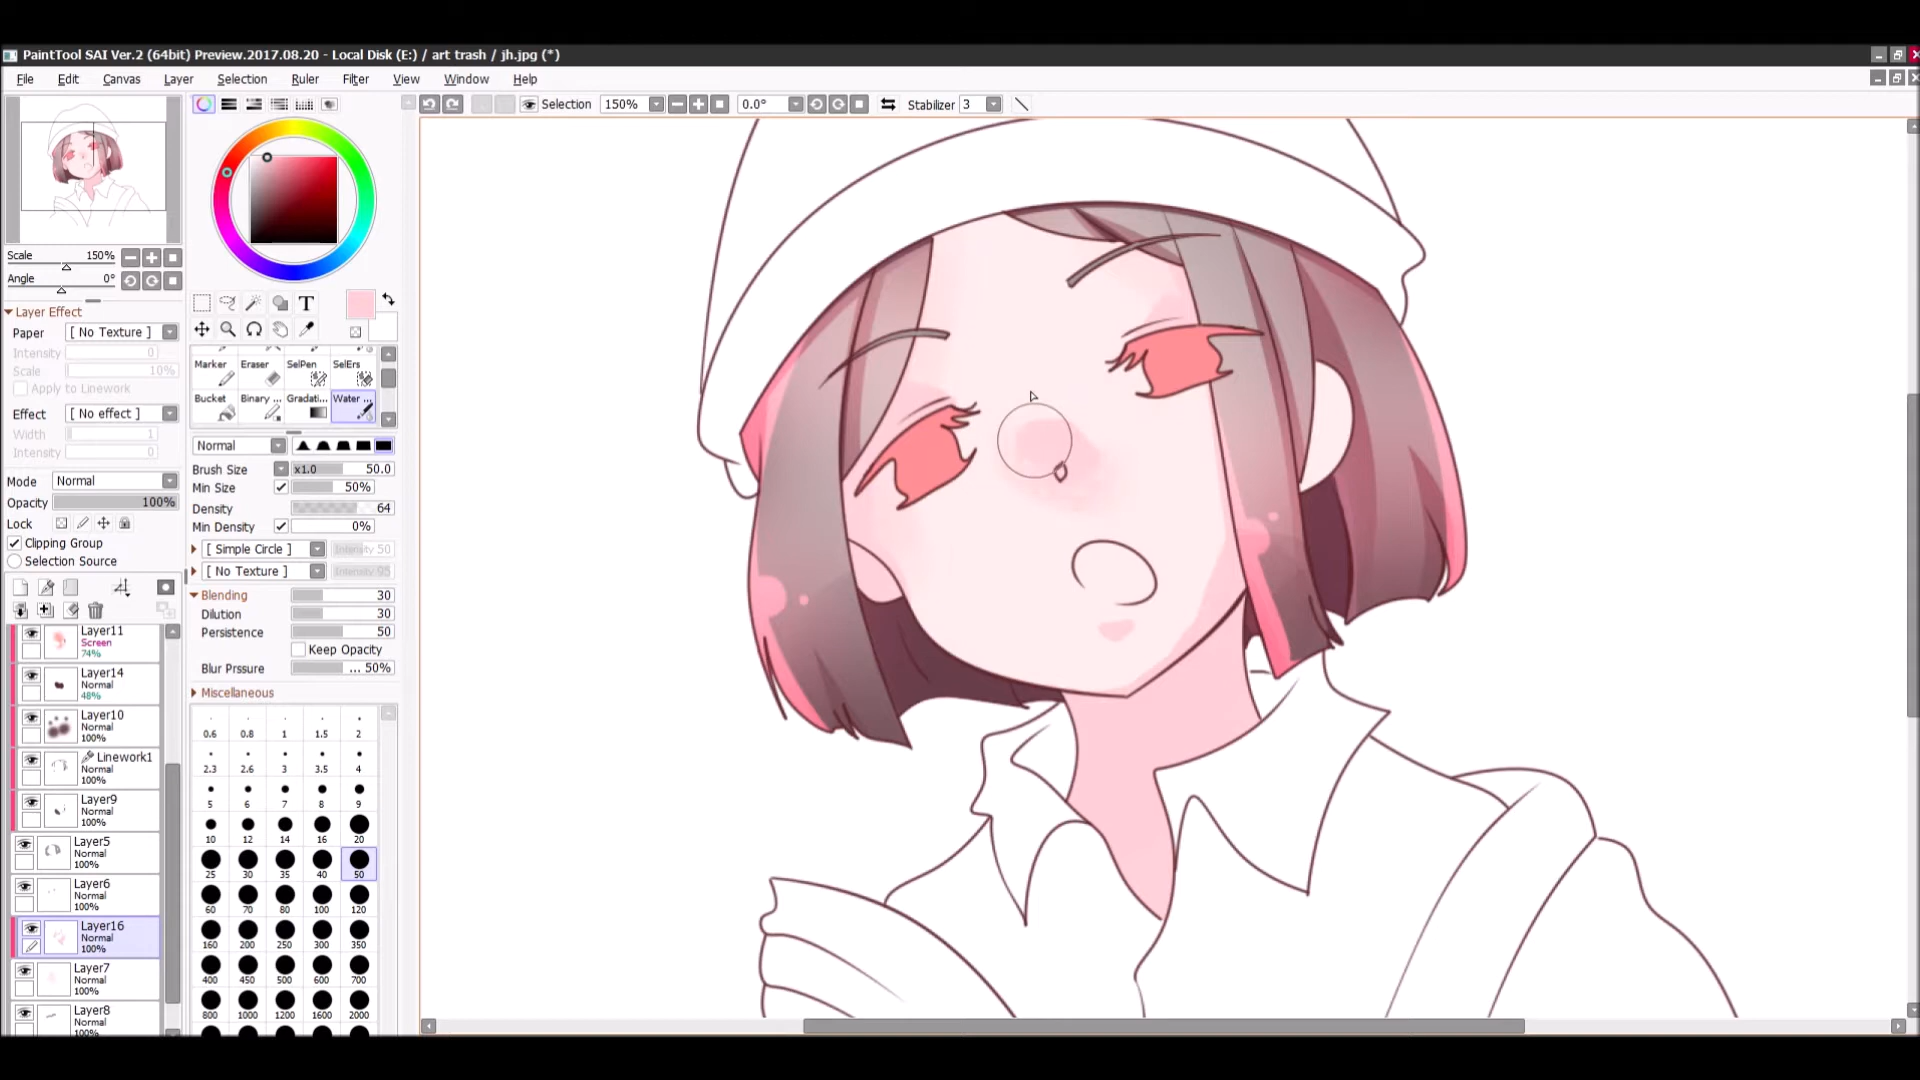 PaintTool SAI Ver.2 (64bit) Preview.2017.08.20 - Local Disk (E:) / art trash / jh.jpg (*)
File Edit Canvas Layer Selection Ruler Filter View Window Help
Selection 150% 0.0° Stabilizer 3
Scale 150%
Angle 0°
Layer Effect
Paper [ No Texture ]
Intensity 0
Scale 10%
Apply to Linework
Effect [ No effect ]
Width 1
Intensity 0
Mode Normal
Opacity 100%
Lock
Clipping Group
Selection Source
Layer11
Screen
74%
Layer14
Normal
48%
Layer10
Normal
100%
Linework1
Normal
100%
Layer9
Normal
100%
Layer5
Normal
100%
Layer6
Normal
100%
Layer16
Normal
100%
Layer7
Normal
100%
Layer8
Normal
100%
T
Marker Eraser SelPen SelErs
Bucket Binary ... Gradati... Water ...
Normal
Brush Size x1.0 50.0
Min Size 50%
Density 64
Min Density 0%
[ Simple Circle ] Intensity 50
[ No Texture ] Intensity 95
Blending 30
Dilution 30
Persistence 50
Keep Opacity
Blur Prssure ... 50%
Miscellaneous
0.6 0.8 1 1.5 2
2.3 2.6 3 3.5 4
5 6 7 8 9
10 12 14 16 20
25 30 35 40 50
60 70 80 100 120
160 200 250 300 350
400 450 500 600 700
800 1000 1200 1600 2000